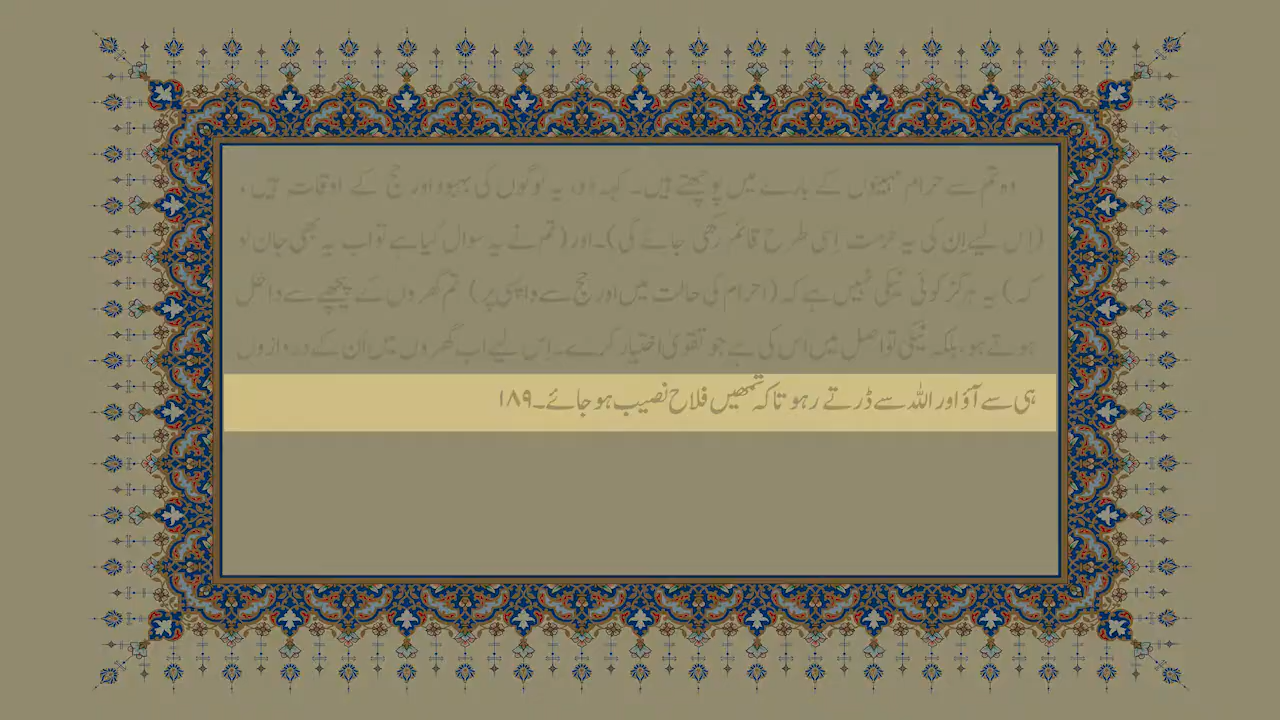 وہ تم سے حرام مہینوں کے بارے میں پوچھتے ہیں۔ کہہ دو، یہ لوگوں کی بہبود اور حج کے اوقات ہیں،
(اِس لیے اِن کی یہ حرمت اِسی طرح قائم رکھی جائے گی)۔ اور (تم نے یہ سوال کیا ہے تو اب یہ بھی جان لو
کہ) یہ ہرگز کوئی نیکی نہیں ہے کہ (احرام کی حالت میں اور حج سے واپسی پر) تم گھروں کے پیچھے سے داخل
ہوتے ہو، بلکہ نیکی تو اصل میں اُس کی ہے جو تقویٰ اختیار کرے۔ اِس لیے اب گھروں میں اُن کے دروازوں
ہی سے آؤ اور اللہ سے ڈرتے رہو تاکہ تمھیں فلاح نصیب ہو جائے۔ ۱۸۹